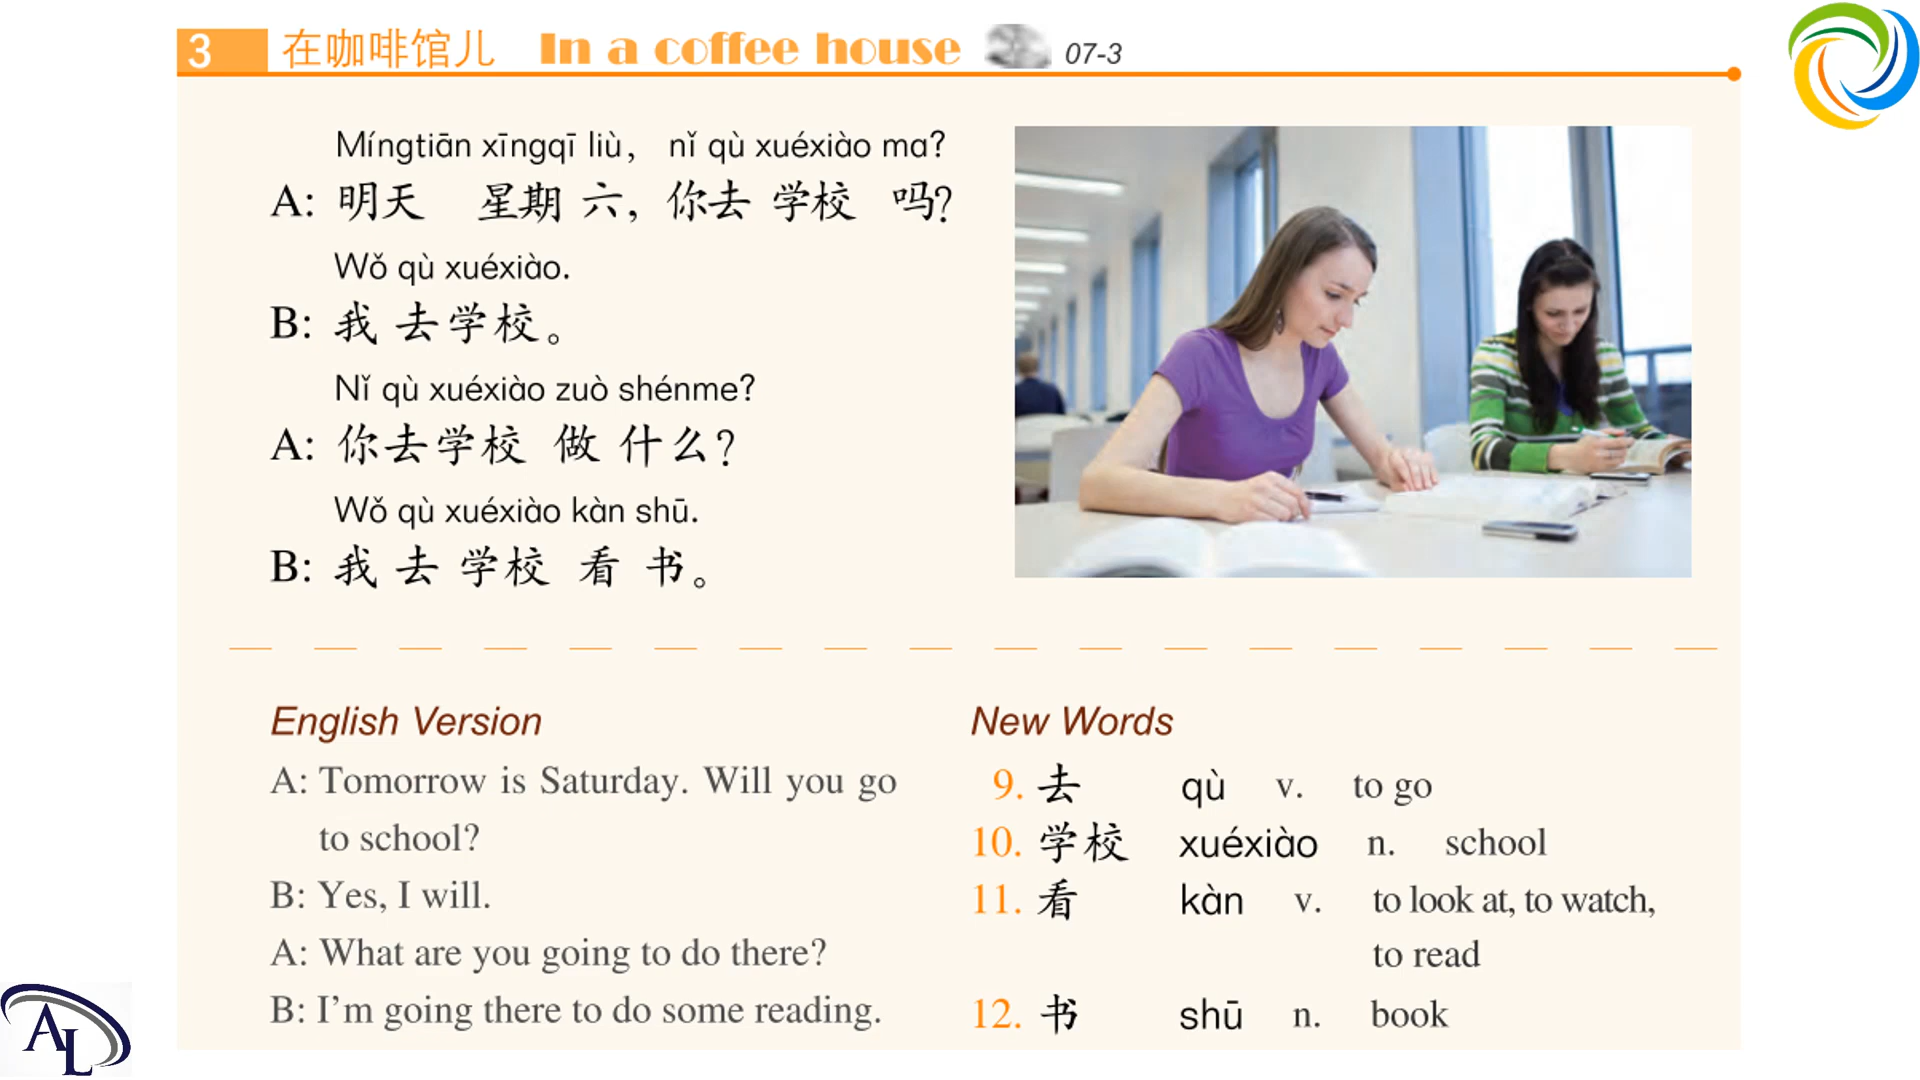 3 在咖啡馆儿 In a coffee house 07-3
Míngtiān xīngqī liù, nǐ qù xuéxiào ma?
A: 明天 星期 六, 你去 学校 吗?
Wǒ qù xuéxiào.
B: 我 去学校。
Nǐ qù xuéxiào zuò shénme?
A: 你去学校 做 什么?
Wǒ qù xuéxiào kàn shū.
B: 我 去 学校 看 书。
English Version
A: Tomorrow is Saturday. Will you go
to school?
B: Yes, I will.
A: What are you going to do there?
B: I'm going there to do some reading.
New Words
9. 去 qù v. to go
10. 学校 xuéxiào n. school
11. 看 kàn v. to look at, to watch,
to read
12. 书 shū n. book
AL